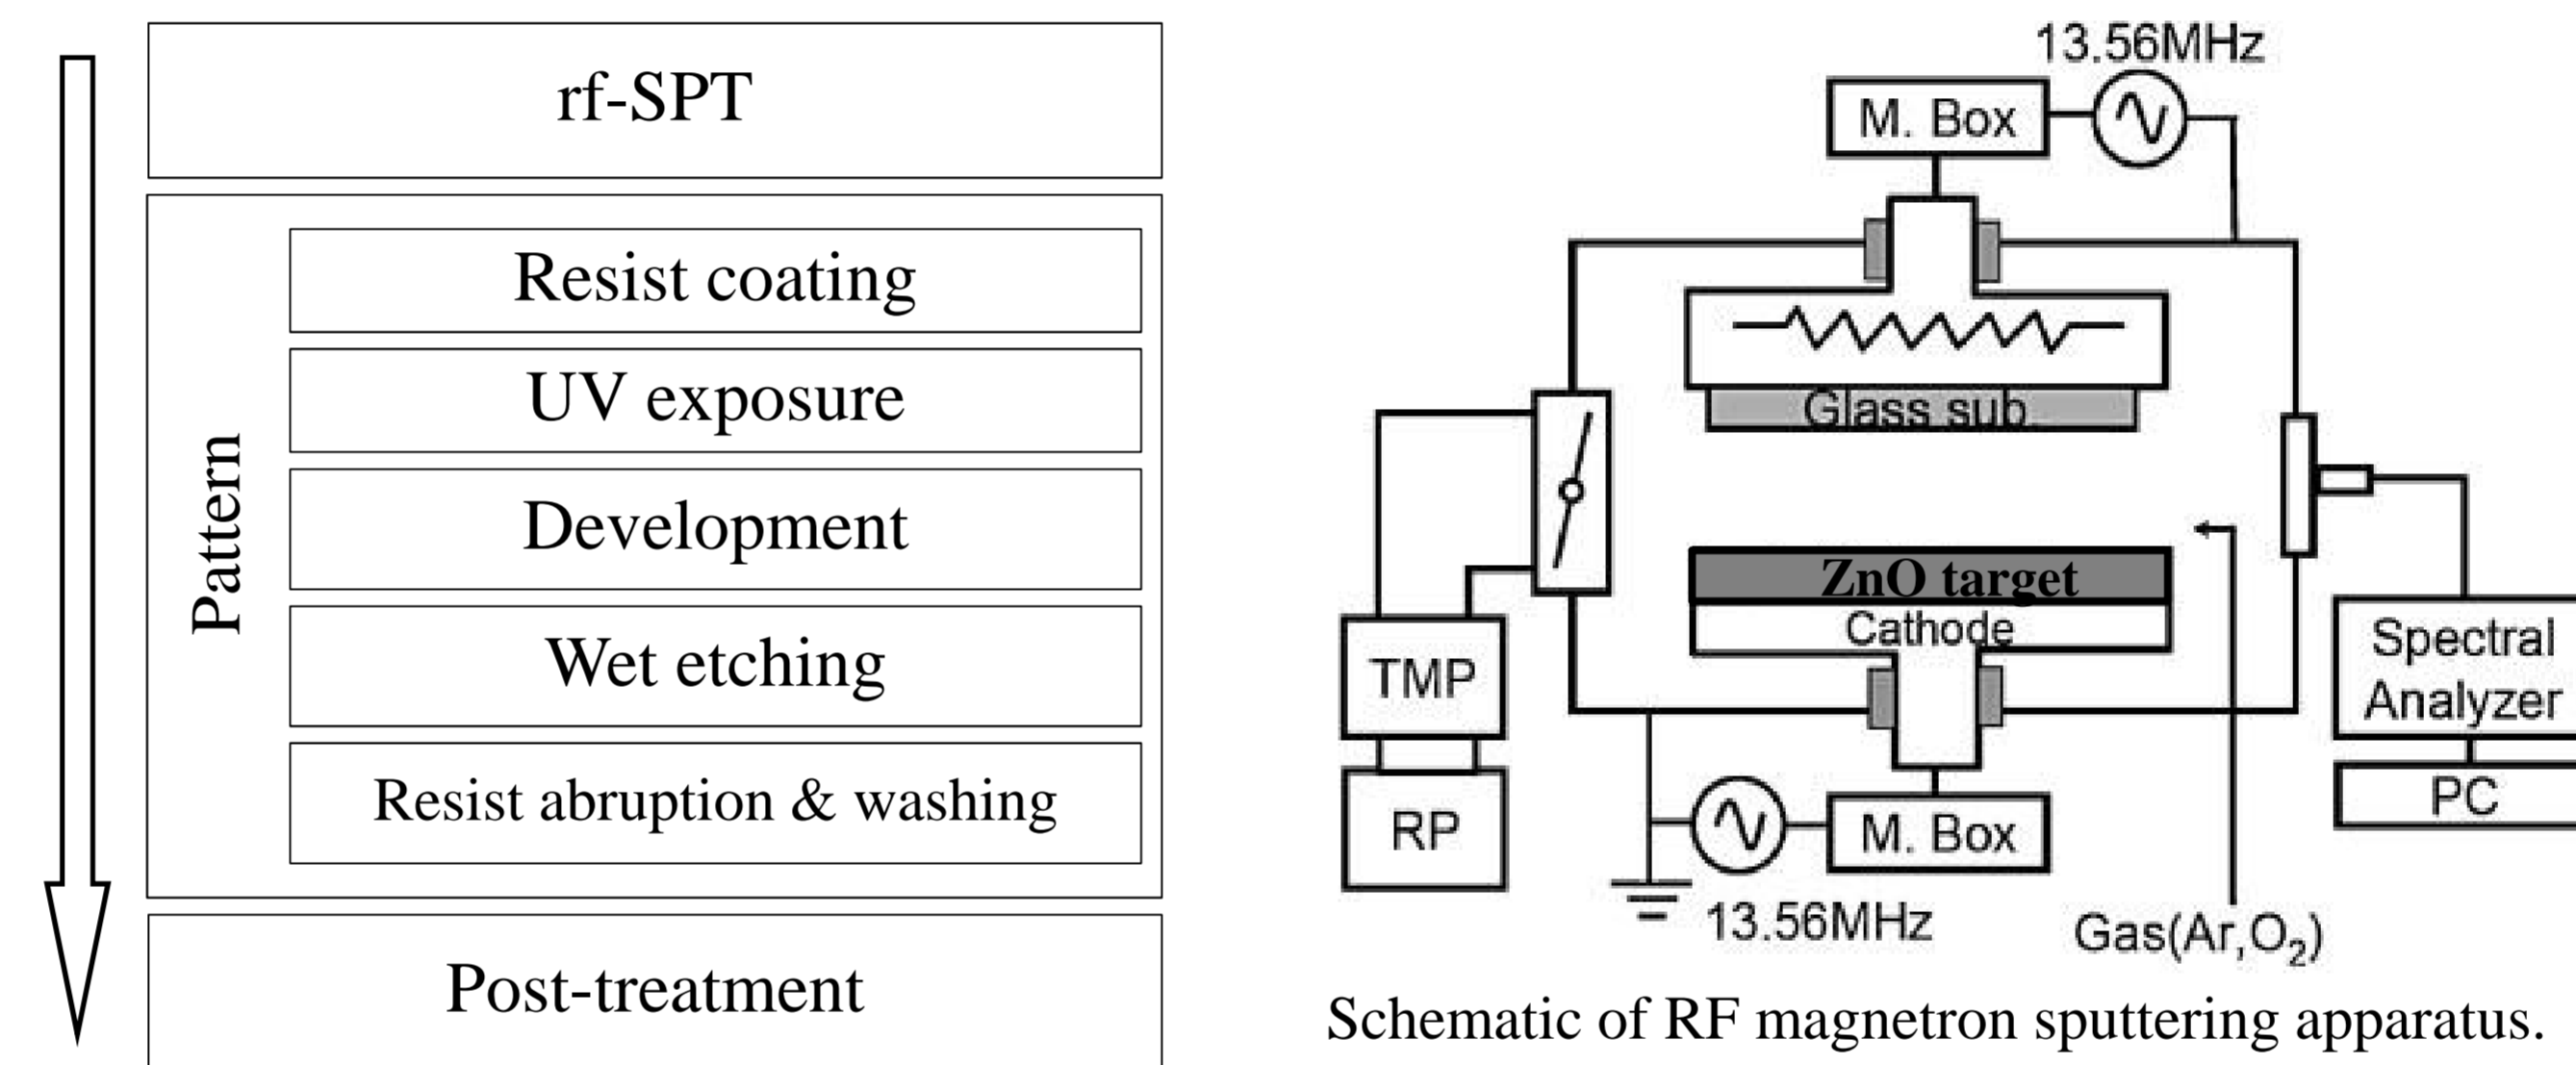 rf-SPT
Pattern
Resist coating
UV exposure
Development
Wet etching
Resist abruption & washing
Post-treatment
13.56MHz
M. Box
Glass sub.
ZnO target
Cathode
TMP
RP
Spectral
Analyzer
PC
M. Box
13.56MHz
Gas(Ar,O₂)
Schematic of RF magnetron sputtering apparatus.